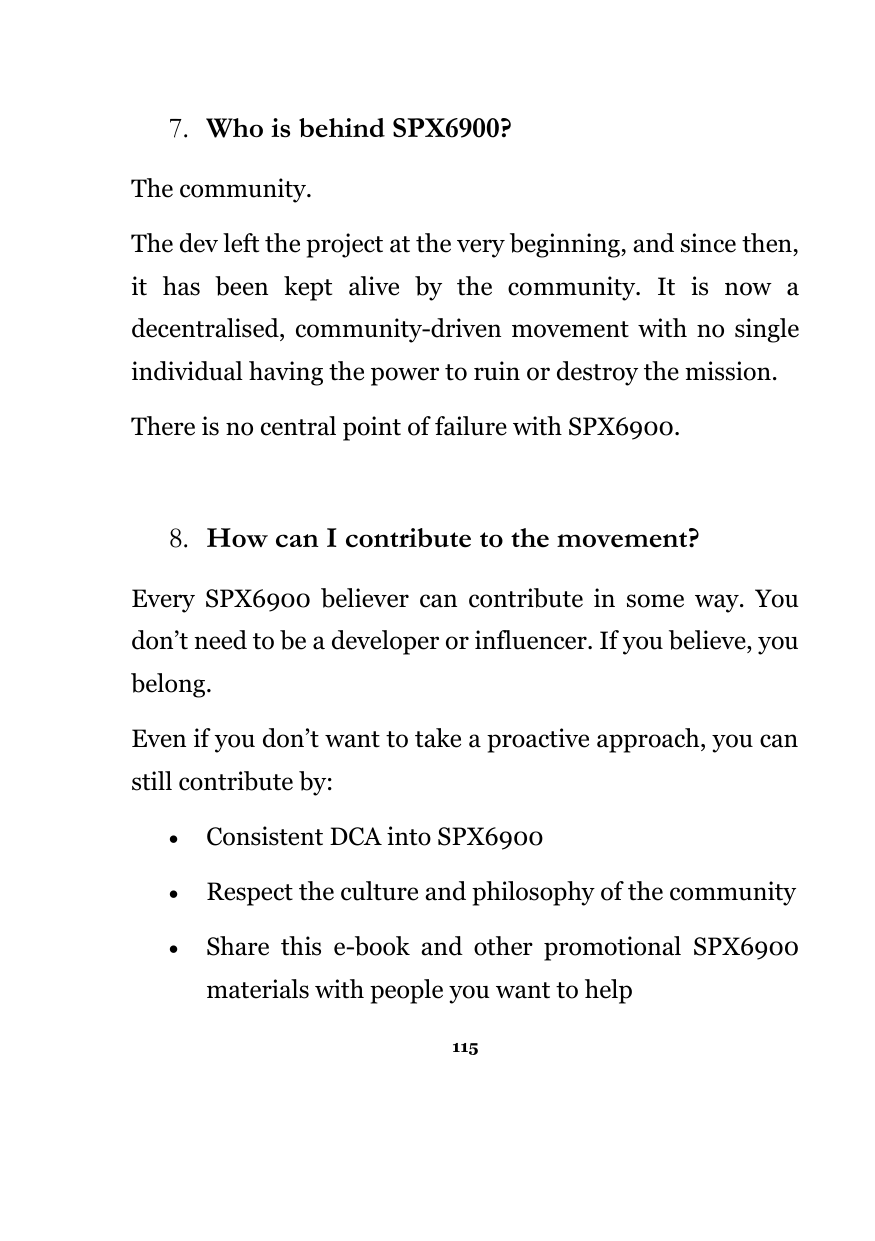 7. Who is behind SPX6900?
The community.
The dev left the project at the very beginning, and since then,
it has been kept alive by the community. It is now a
decentralised, community-driven movement with no single
individual having the power to ruin or destroy the mission.
There is no central point of failure with SPX6900.
8. How can I contribute to the movement?
Every SPX6900 believer can contribute in some way. You
don’t need to be a developer or influencer. If you believe, you
belong.
Even if you don’t want to take a proactive approach, you can
still contribute by:
• Consistent DCA into SPX6900
• Respect the culture and philosophy of the community
• Share this e-book and other promotional SPX6900
materials with people you want to help
115